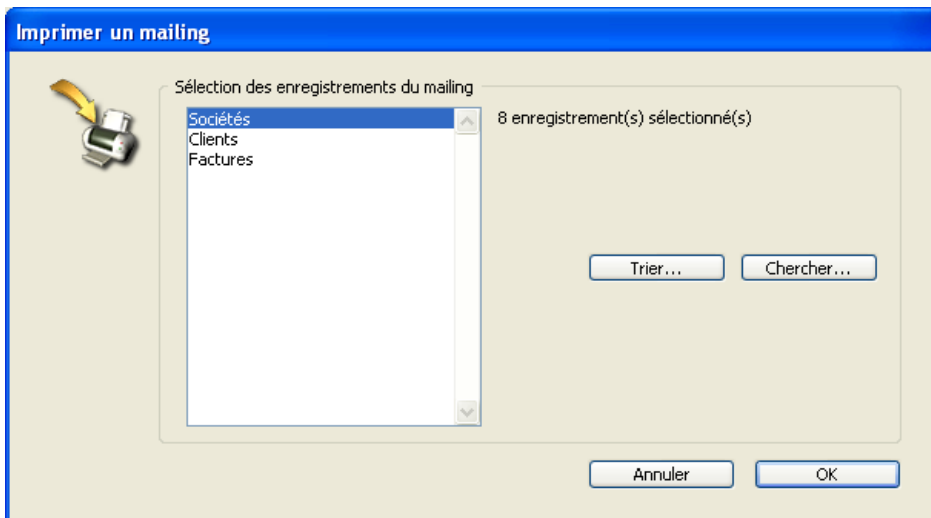 Imprimer un mailing
Sélection des enregistrements du mailing
Sociétés
8 enregistrement(s) sélectionné(s)
Clients
Factures
Trier...
Chercher...
Annuler
OK